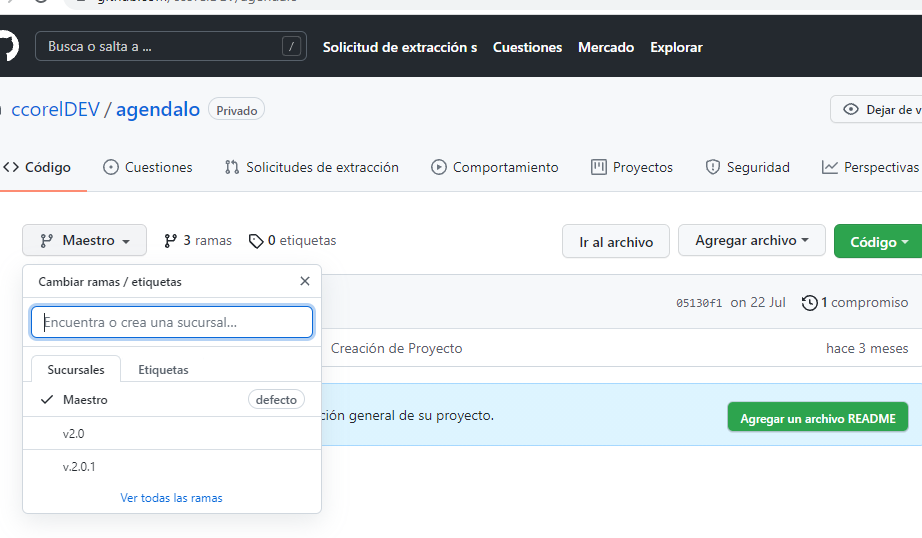 Busca o salta a ... /
Solicitud de extracción s Cuestiones Mercado Explorar
ccorelDEV / agendalo Privado
Dejar de v
Código Cuestiones Solicitudes de extracción Comportamiento Proyectos Seguridad Perspectivas
Maestro 3 ramas 0 etiquetas Ir al archivo Agregar archivo Código
Cambiar ramas / etiquetas
Encuentra o crea una sucursal...
05130f1 on 22 Jul 1 compromiso
Creación de Proyecto hace 3 meses
Sucursales Etiquetas
Maestro defecto
ción general de su proyecto. Agregar un archivo README
v2.0
v.2.0.1
Ver todas las ramas